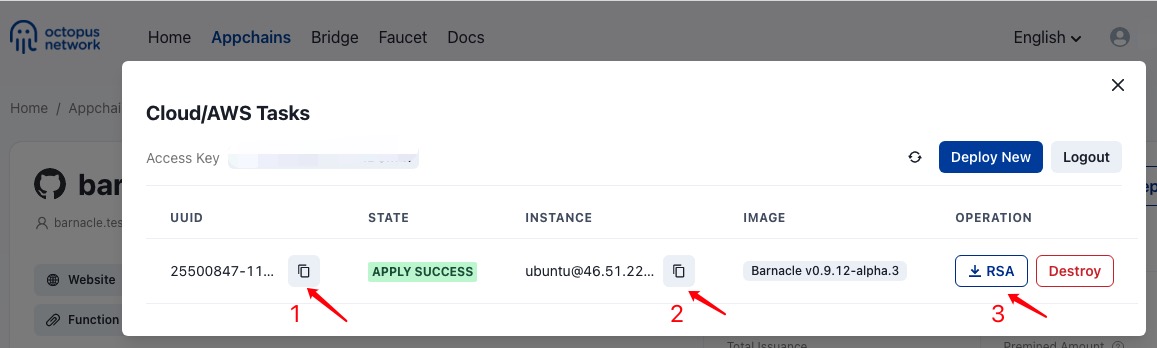 octopus network
Home Appchains Bridge Faucet Docs English
Home / Appchai
Cloud/AWS Tasks
Access Key
Deploy New Logout
bar
barnacle.tes
UUID STATE INSTANCE IMAGE OPERATION
25500847-11... APPLY SUCCESS ubuntu@46.51.22... Barnacle v0.9.12-alpha.3 RSA Destroy
Website
Function
1 2 3
Total Issuance Premined Amount